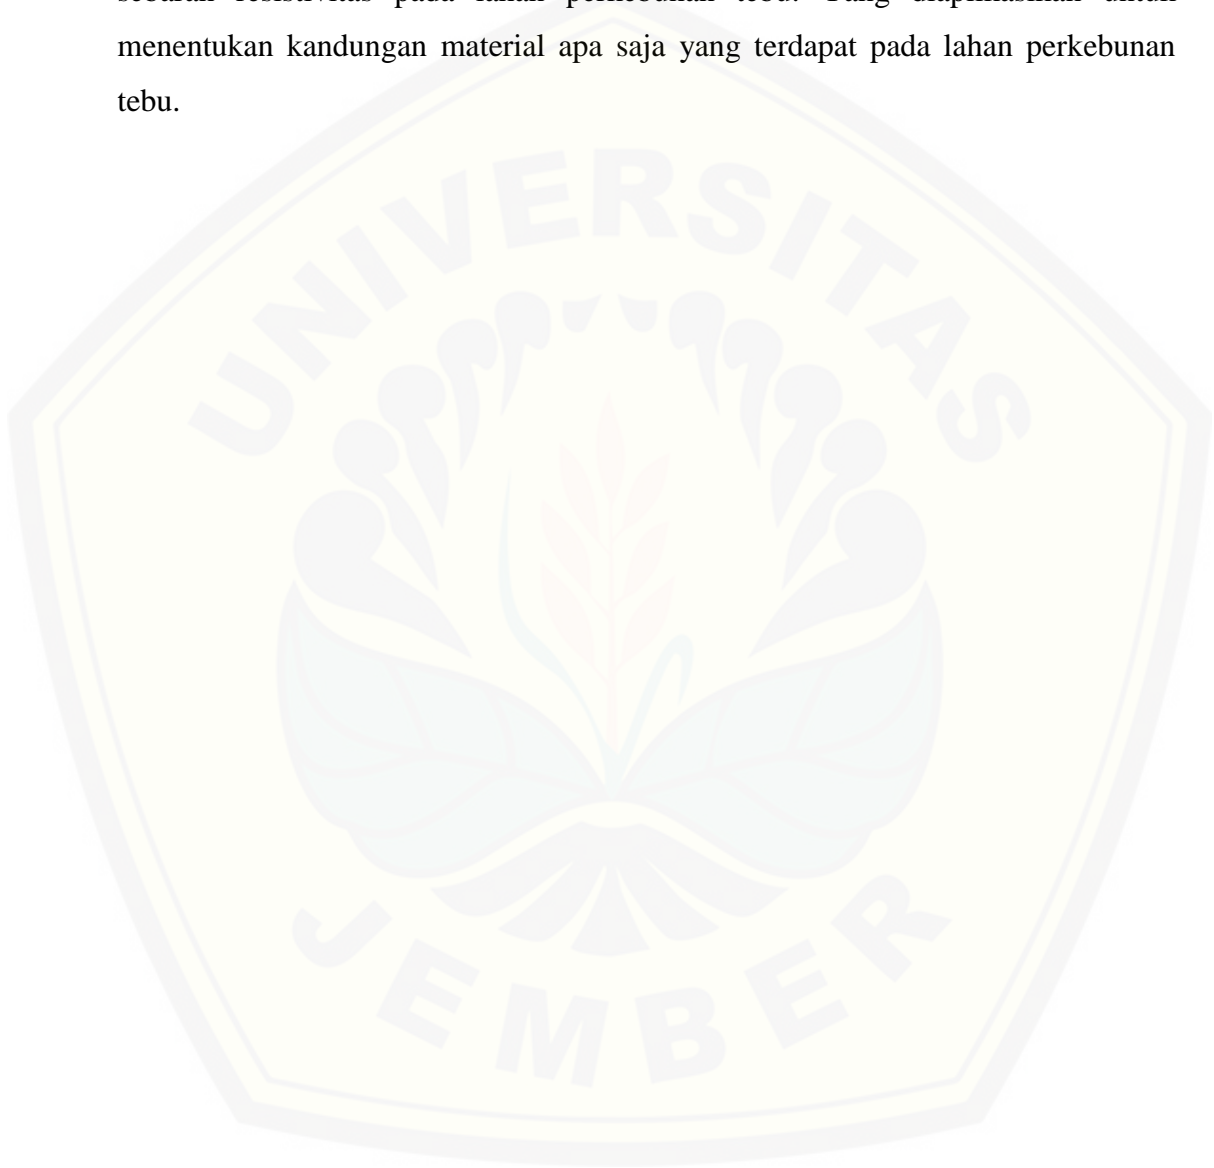 sebaran resistivitas pada lahan perkebunan tebu. Yang diaplikasikan untuk
menentukan kandungan material apa saja yang terdapat pada lahan perkebunan
tebu.
UNIVERSITAS
JEMBER